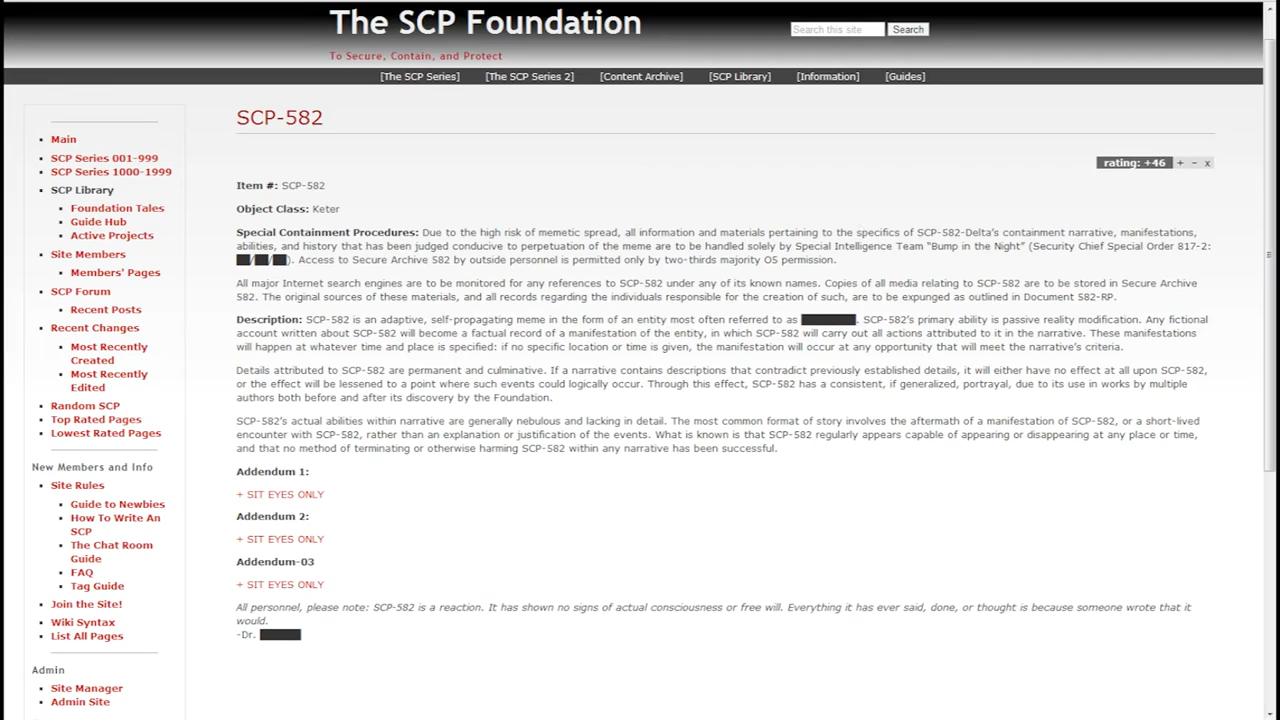 The SCP Foundation
To Secure, Contain, and Protect
Search this site
Search
[The SCP Series] [The SCP Series 2] [Content Archive] [SCP Library] [Information] [Guides]
Main
SCP Series 001-999
SCP Series 1000-1999
SCP Library
Foundation Tales
Guide Hub
Active Projects
Site Members
Members' Pages
SCP Forum
Recent Posts
Recent Changes
Most Recently
Created
Most Recently
Edited
Random SCP
Top Rated Pages
Lowest Rated Pages
New Members and Info
Site Rules
Guide to Newbies
How To Write An
SCP
The Chat Room
Guide
FAQ
Tag Guide
Join the Site!
Wiki Syntax
List All Pages
Admin
Site Manager
Admin Site
SCP-582
rating: +46 + − x
Item #: SCP-582
Object Class: Keter
Special Containment Procedures: Due to the high risk of memetic spread, all information and materials pertaining to the specifics of SCP-582-Delta's containment narrative, manifestations,
abilities, and history that has been judged conducive to perpetuation of the meme are to be handled solely by Special Intelligence Team “Bump in the Night” (Security Chief Special Order 817-2:
██/██/██). Access to Secure Archive 582 by outside personnel is permitted only by two-thirds majority O5 permission.
All major Internet search engines are to be monitored for any references to SCP-582 under any of its known names. Copies of all media relating to SCP-582 are to be stored in Secure Archive
582. The original sources of these materials, and all records regarding the individuals responsible for the creation of such, are to be expunged as outlined in Document 582-RP.
Description: SCP-582 is an adaptive, self-propagating meme in the form of an entity most often referred to as ████████. SCP-582's primary ability is passive reality modification. Any fictional
account written about SCP-582 will become a factual record of a manifestation of the entity, in which SCP-582 will carry out all actions attributed to it in the narrative. These manifestations
will happen at whatever time and place is specified: if no specific location or time is given, the manifestation will occur at any opportunity that will meet the narrative's criteria.
Details attributed to SCP-582 are permanent and culminative. If a narrative contains descriptions that contradict previously established details, it will either have no effect at all upon SCP-582,
or the effect will be lessened to a point where such events could logically occur. Through this effect, SCP-582 has a consistent, if generalized, portrayal, due to its use in works by multiple
authors both before and after its discovery by the Foundation.
SCP-582's actual abilities within narrative are generally nebulous and lacking in detail. The most common format of story involves the aftermath of a manifestation of SCP-582, or a short-lived
encounter with SCP-582, rather than an explanation or justification of the events. What is known is that SCP-582 regularly appears capable of appearing or disappearing at any place or time,
and that no method of terminating or otherwise harming SCP-582 within any narrative has been successful.
Addendum 1:
+ SIT EYES ONLY
Addendum 2:
+ SIT EYES ONLY
Addendum-03
+ SIT EYES ONLY
All personnel, please note: SCP-582 is a reaction. It has shown no signs of actual consciousness or free will. Everything it has ever said, done, or thought is because someone wrote that it
would.
-Dr. ██████